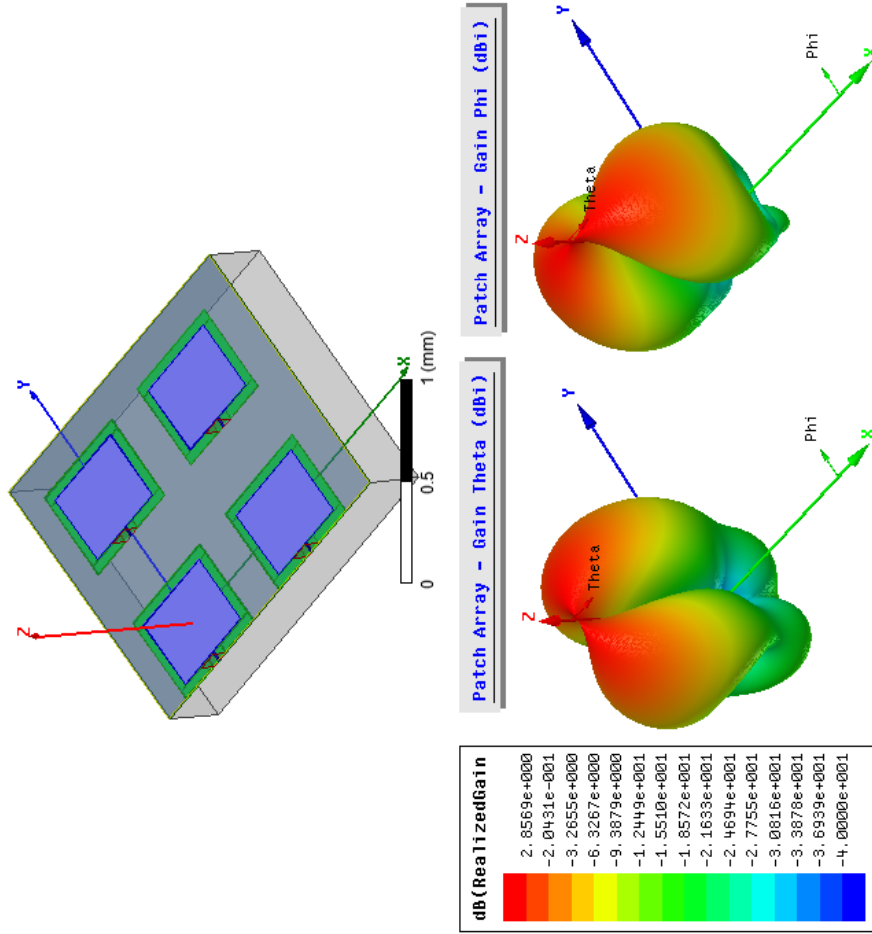 Z
Y
X
0
0.5
1 (mm)
Patch Array - Gain Theta (dBi)
Patch Array - Gain Phi (dBi)
Z
Theta
Y
Phi
X
Z
Theta
Y
Phi
X
dB(RealizedGain
2.8569e+000
-2.0431e-001
-3.2655e+000
-6.3267e+000
-9.3879e+000
-1.2449e+001
-1.5510e+001
-1.8572e+001
-2.1633e+001
-2.4694e+001
-2.7755e+001
-3.0816e+001
-3.3878e+001
-3.6939e+001
-4.0000e+001